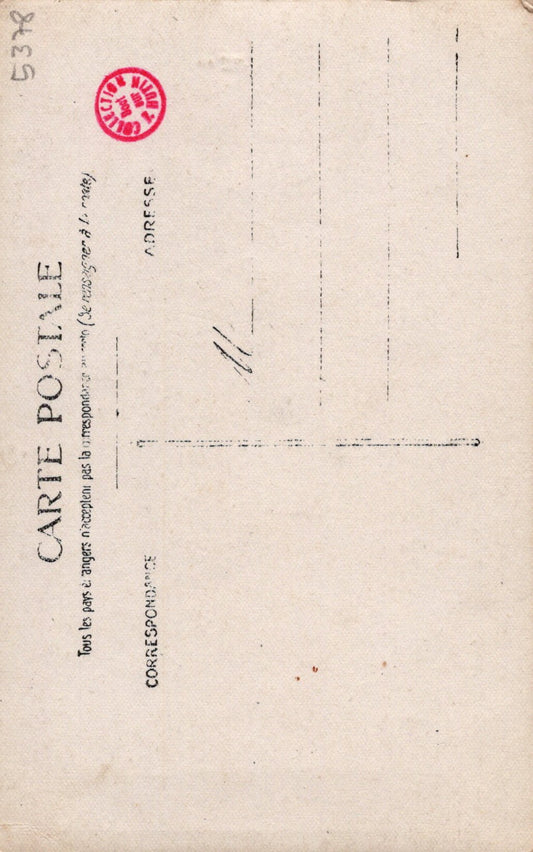 5378
COLLECTION
CARTE POSTALE
Tous les pays étrangers n'acceptent pas la correspondance au recto (Se renseigner à la poste)
CORRESPONDANCE
ADRESSE
M